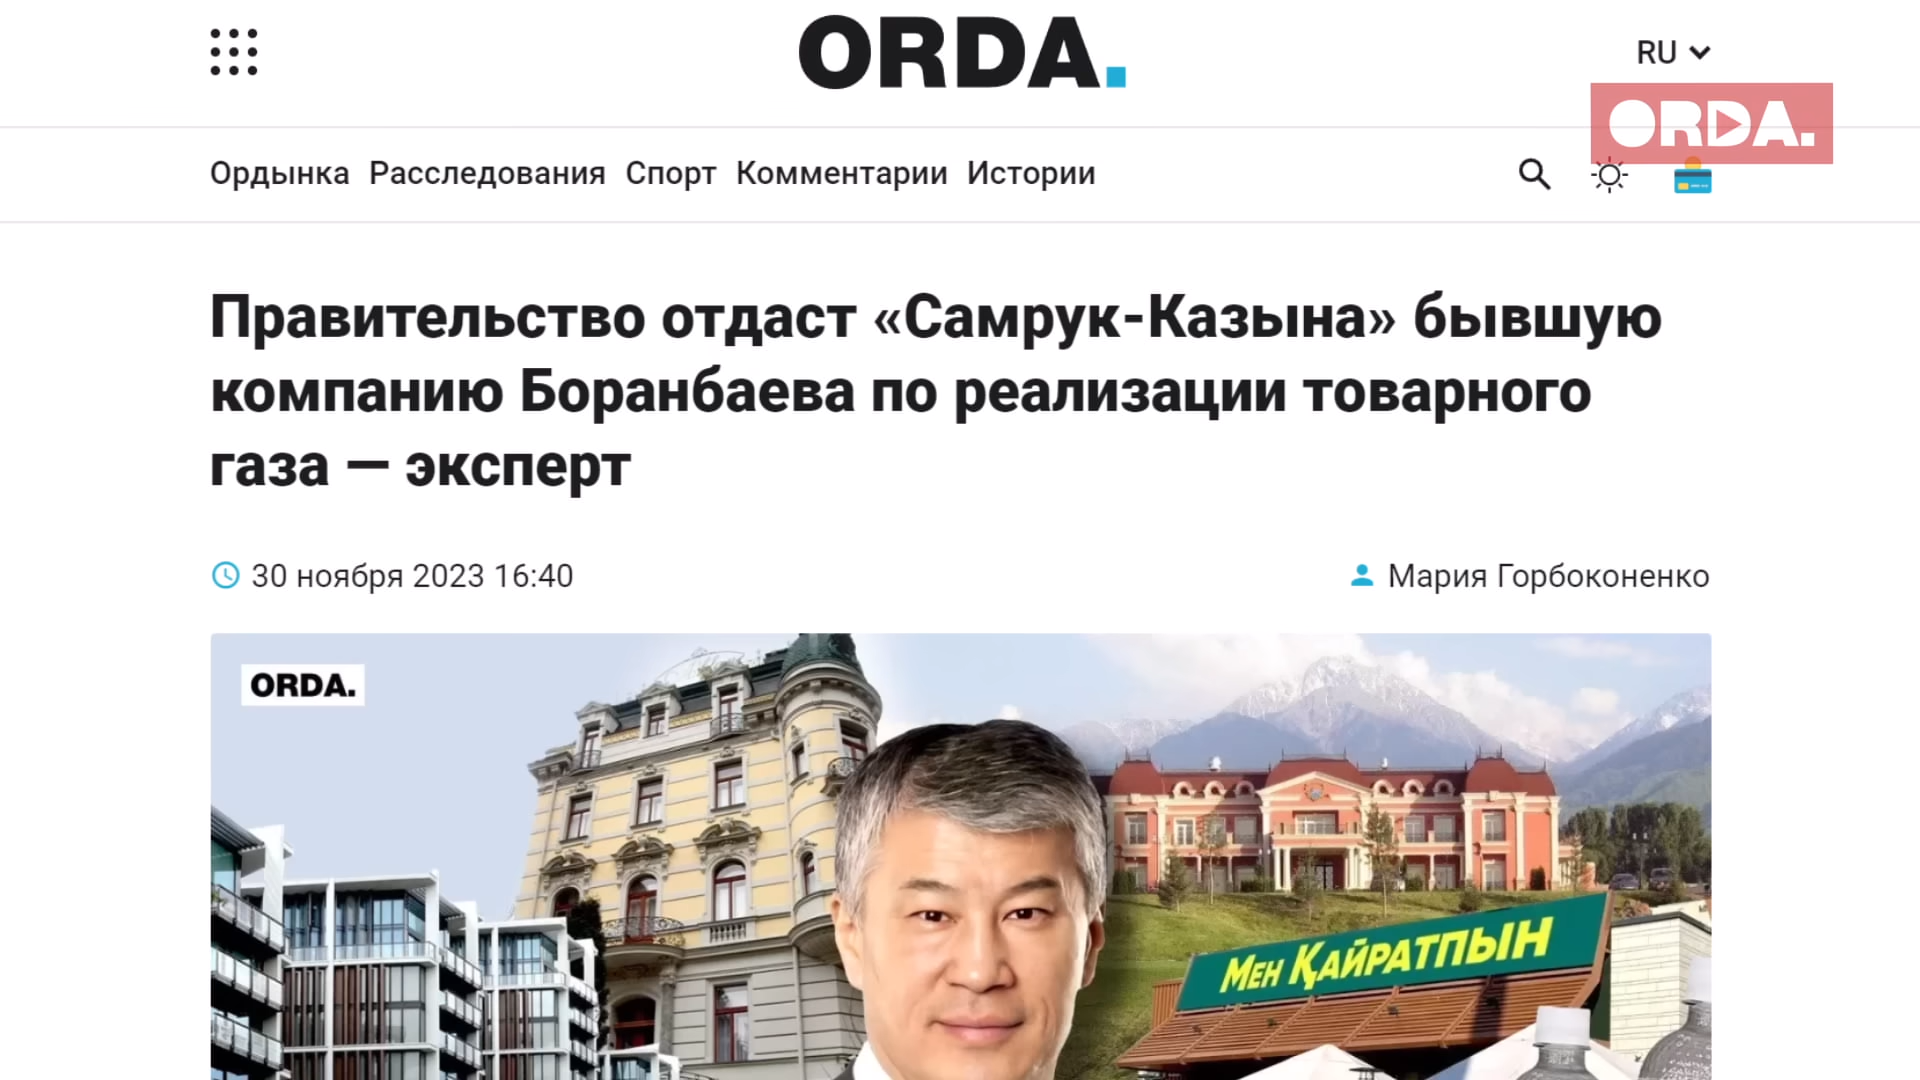 ORDA.
RU
ORDA.
Ордынка Расследования Спорт Комментарии Истории
Правительство отдаст «Самрук-Казына» бывшую
компанию Боранбаева по реализации товарного
газа — эксперт
30 ноября 2023 16:40
Мария Горбоконенко
ORDA.
МЕН ҚАЙРАТПЫН